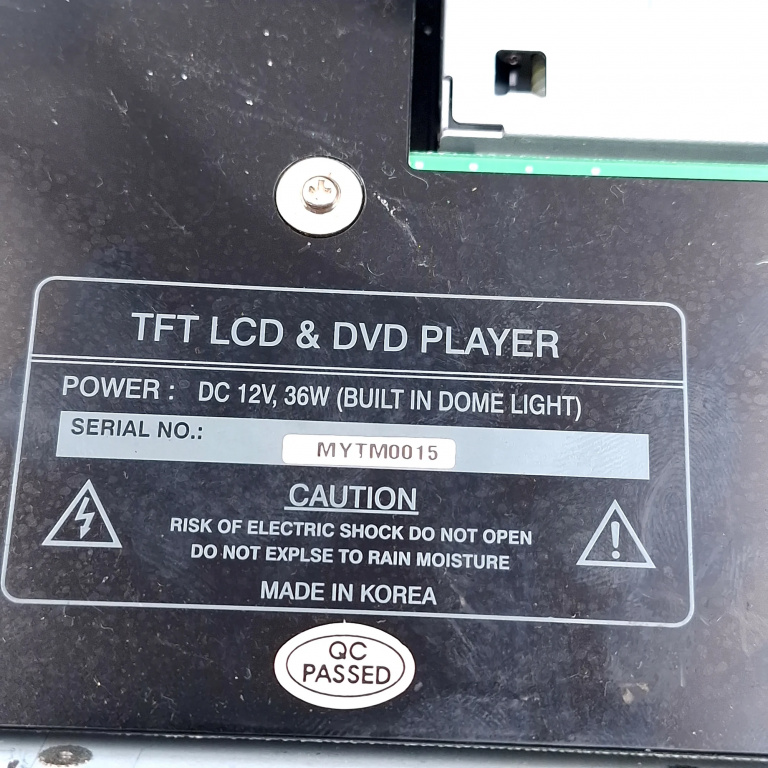 TFT LCD & DVD PLAYER
POWER : DC 12V, 36W (BUILT IN DOME LIGHT)
SERIAL NO.: MYTM0015
CAUTION
RISK OF ELECTRIC SHOCK DO NOT OPEN
DO NOT EXPLSE TO RAIN MOISTURE
MADE IN KOREA
QC
PASSED